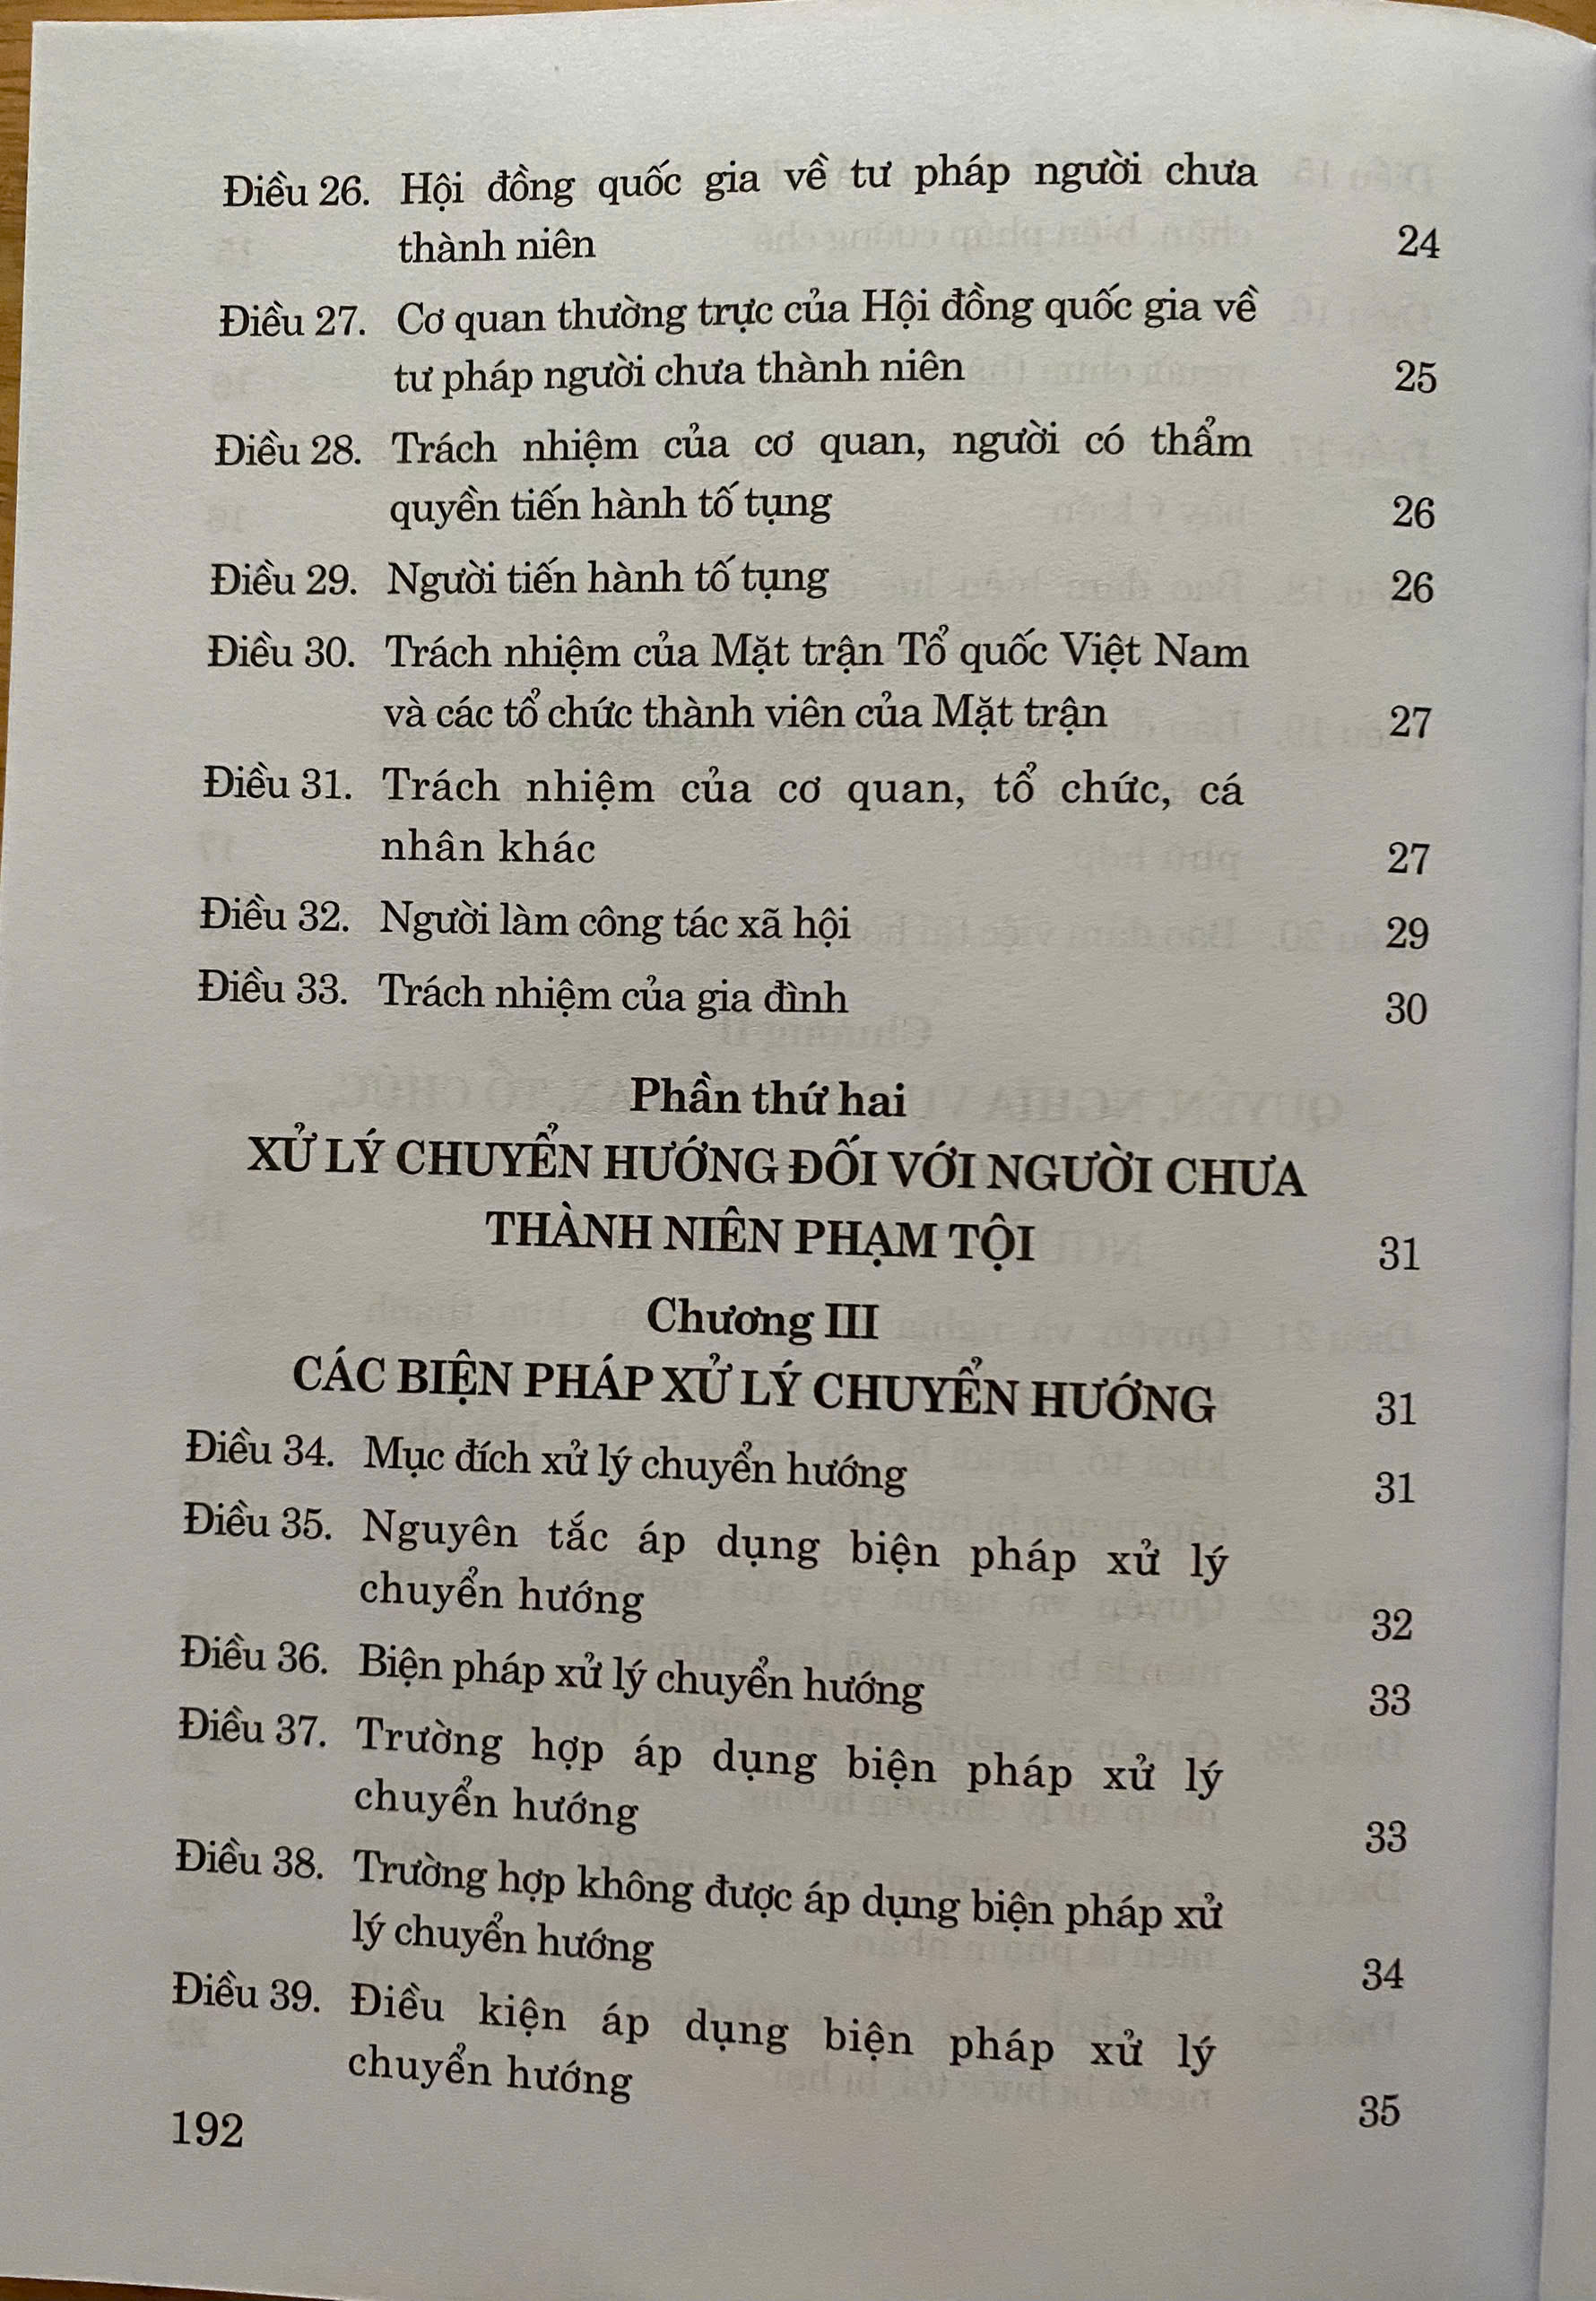 Điều 26. Hội đồng quốc gia về tư pháp người chưa
thành niên 24
Điều 27. Cơ quan thường trực của Hội đồng quốc gia về
tư pháp người chưa thành niên 25
Điều 28. Trách nhiệm của cơ quan, người có thẩm
quyền tiến hành tố tụng 26
Điều 29. Người tiến hành tố tụng 26
Điều 30. Trách nhiệm của Mặt trận Tổ quốc Việt Nam
và các tổ chức thành viên của Mặt trận 27
Điều 31. Trách nhiệm của cơ quan, tổ chức, cá
nhân khác 27
Điều 32. Người làm công tác xã hội 29
Điều 33. Trách nhiệm của gia đình 30
Phần thứ hai
XỬ LÝ CHUYỂN HƯỚNG ĐỐI VỚI NGƯỜI CHƯA
THÀNH NIÊN PHẠM TỘI 31
Chương III
CÁC BIỆN PHÁP XỬ LÝ CHUYỂN HƯỚNG 31
Điều 34. Mục đích xử lý chuyển hướng 31
Điều 35. Nguyên tắc áp dụng biện pháp xử lý
chuyển hướng 32
Điều 36. Biện pháp xử lý chuyển hướng 33
Điều 37. Trường hợp áp dụng biện pháp xử lý
chuyển hướng 33
Điều 38. Trường hợp không được áp dụng biện pháp xử
lý chuyển hướng 34
Điều 39. Điều kiện áp dụng biện pháp xử lý
chuyển hướng 35
192